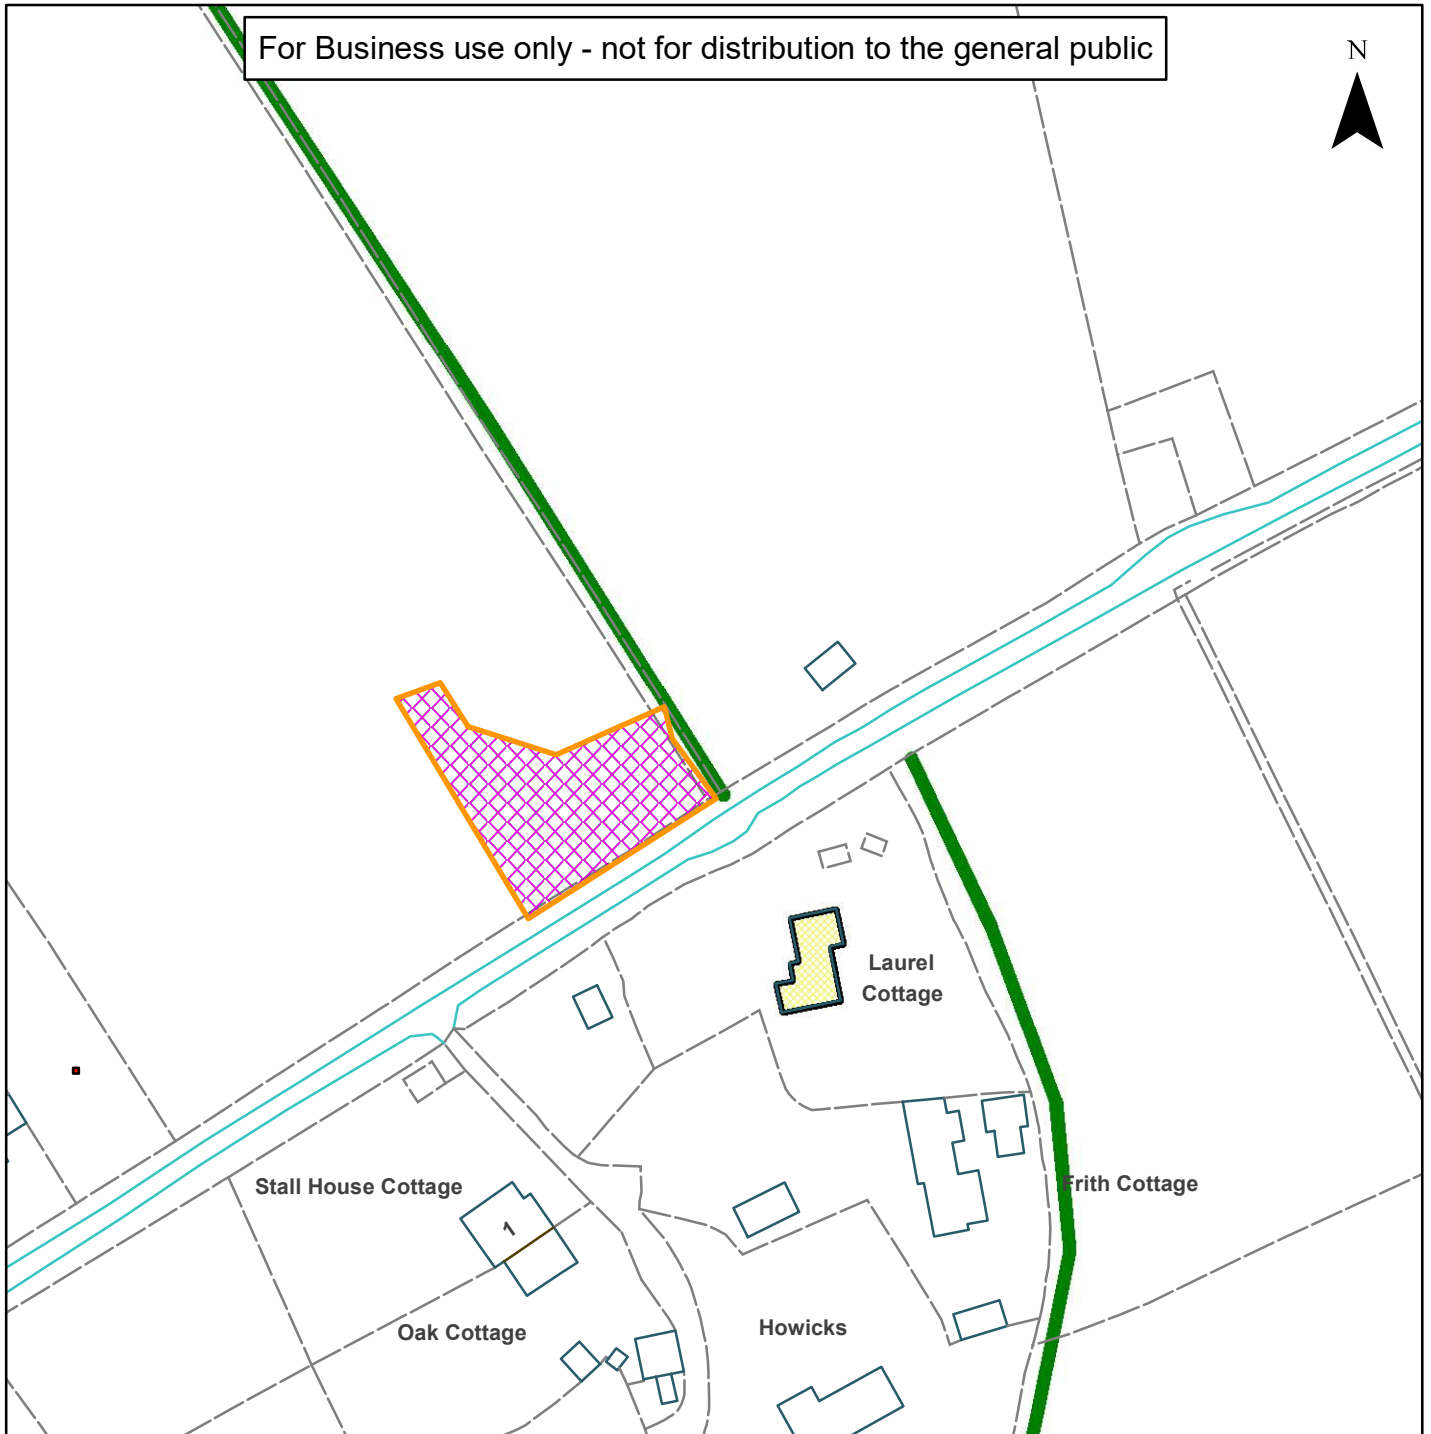 For Business use only - not for distribution to the general public
N
Laurel
Cottage
Stall House Cottage
1
Frith Cottage
Oak Cottage
Howicks